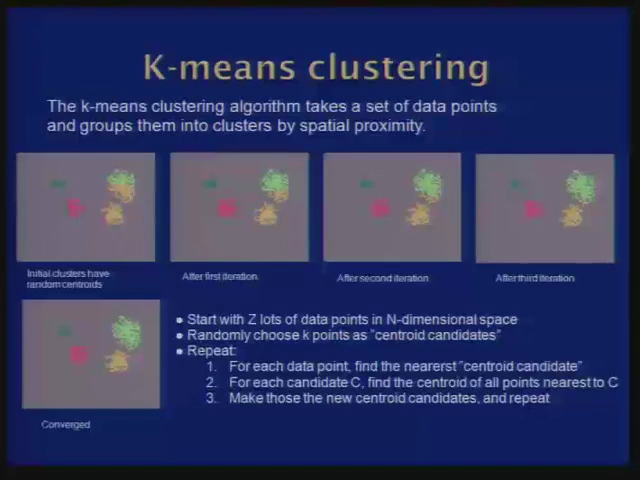 K-means clustering
The k-means clustering algorithm takes a set of data points
and groups them into clusters by spatial proximity.
Initial clusters have
random centroids
After first iteration
After second iteration
After third iteration
Converged
● Start with Z lots of data points in N-dimensional space
● Randomly choose k points as "centroid candidates"
● Repeat:
1. For each data point, find the nearerst "centroid candidate"
2. For each candidate C, find the centroid of all points nearest to C
3. Make those the new centroid candidates, and repeat